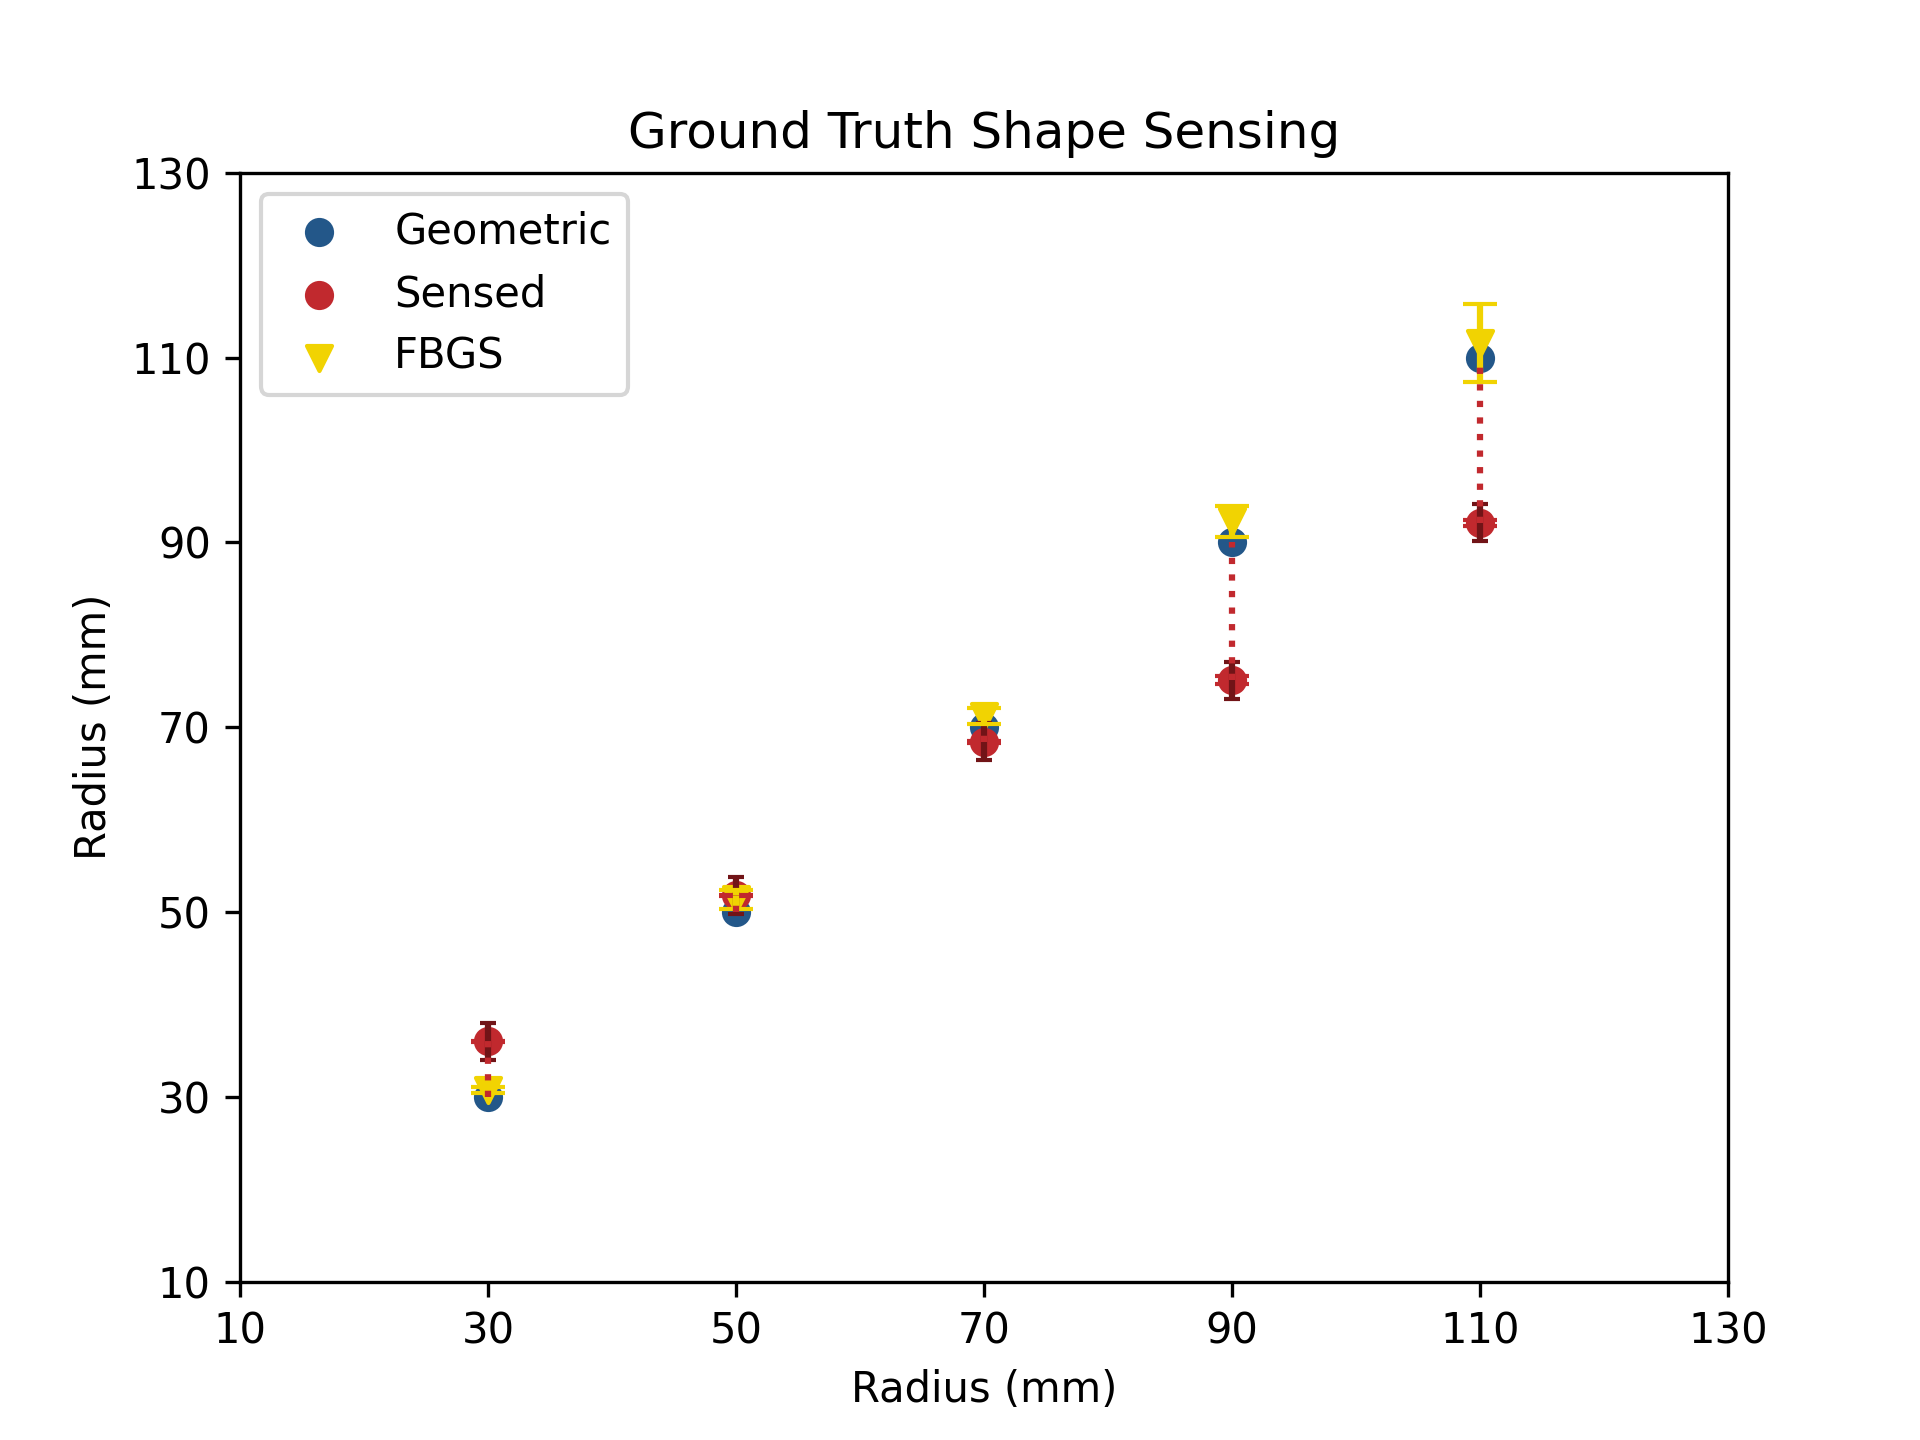 Ground Truth Shape Sensing
Geometric
Sensed
FBGS
130
110
90
70
50
30
10
Radius (mm)
10 30 50 70 90 110 130
Radius (mm)